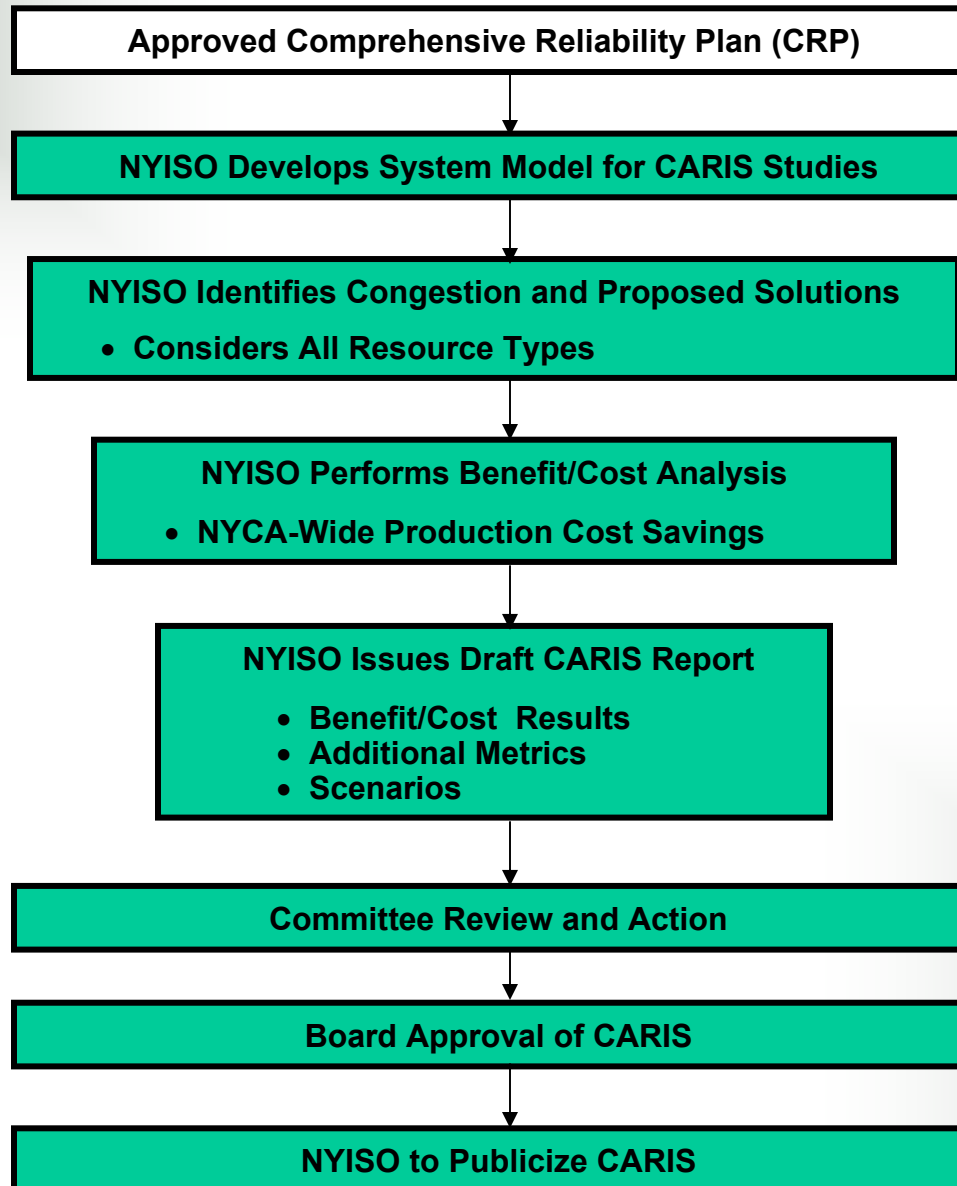 Approved Comprehensive Reliability Plan (CRP)
NYISO Develops System Model for CARIS Studies
NYISO Identifies Congestion and Proposed Solutions
• Considers All Resource Types
NYISO Performs Benefit/Cost Analysis
• NYCA-Wide Production Cost Savings
NYISO Issues Draft CARIS Report
• Benefit/Cost Results
• Additional Metrics
• Scenarios
Committee Review and Action
Board Approval of CARIS
NYISO to Publicize CARIS